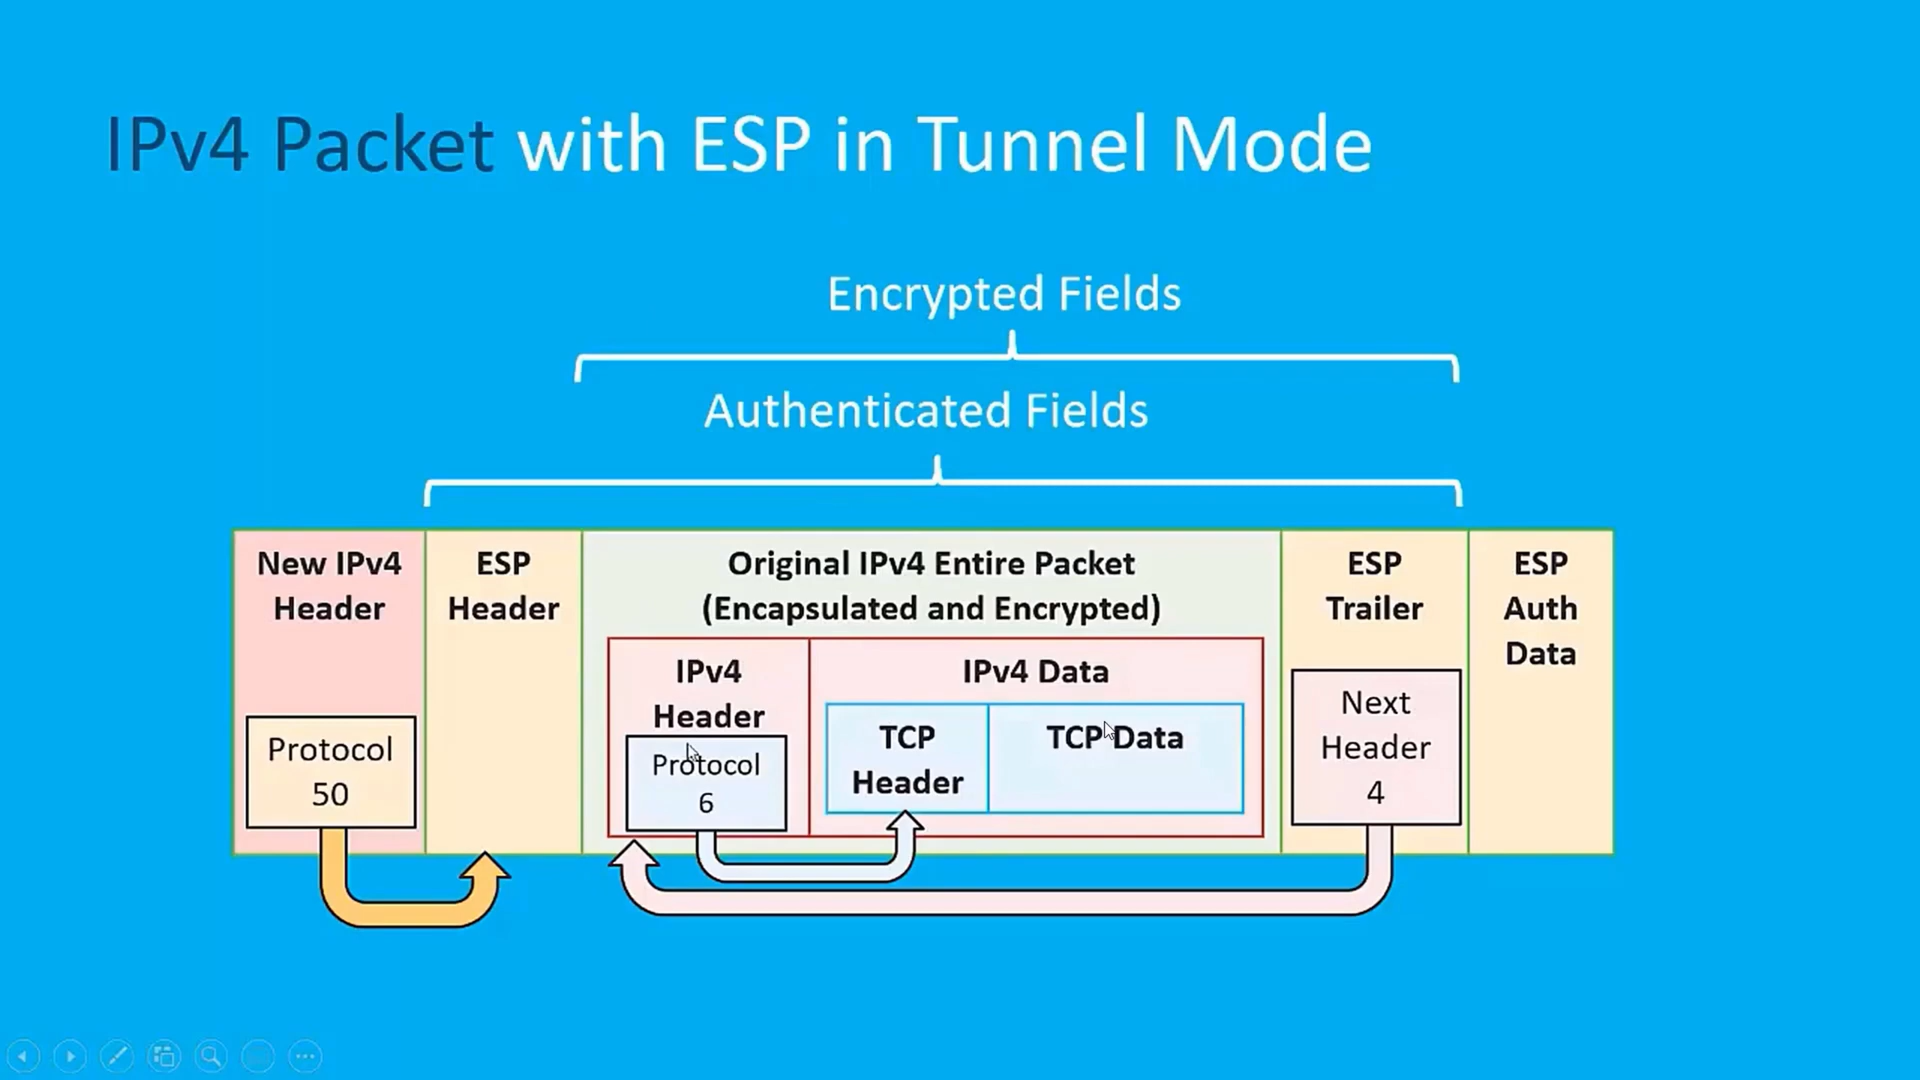 IPv4 Packet with ESP in Tunnel Mode
Encrypted Fields
Authenticated Fields
New IPv4
Header
Protocol
50
ESP
Header
Original IPv4 Entire Packet
(Encapsulated and Encrypted)
IPv4
Header
Protocol
6
IPv4 Data
TCP
Header
TCP Data
ESP
Trailer
Next
Header
4
ESP
Auth
Data